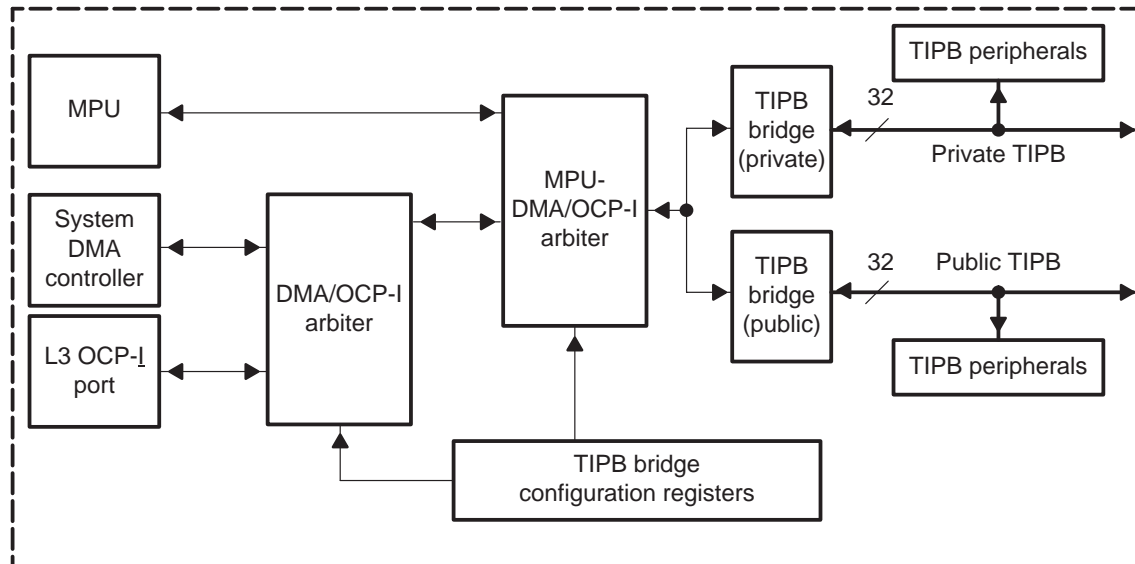 MPU
System
DMA
controller
L3 OCP-I
port
DMA/OCP-I
arbiter
MPU-
DMA/OCP-I
arbiter
TIPB bridge
configuration registers
TIPB
bridge
(private)
32
TIPB peripherals
Private TIPB
TIPB
bridge
(public)
32
Public TIPB
TIPB peripherals